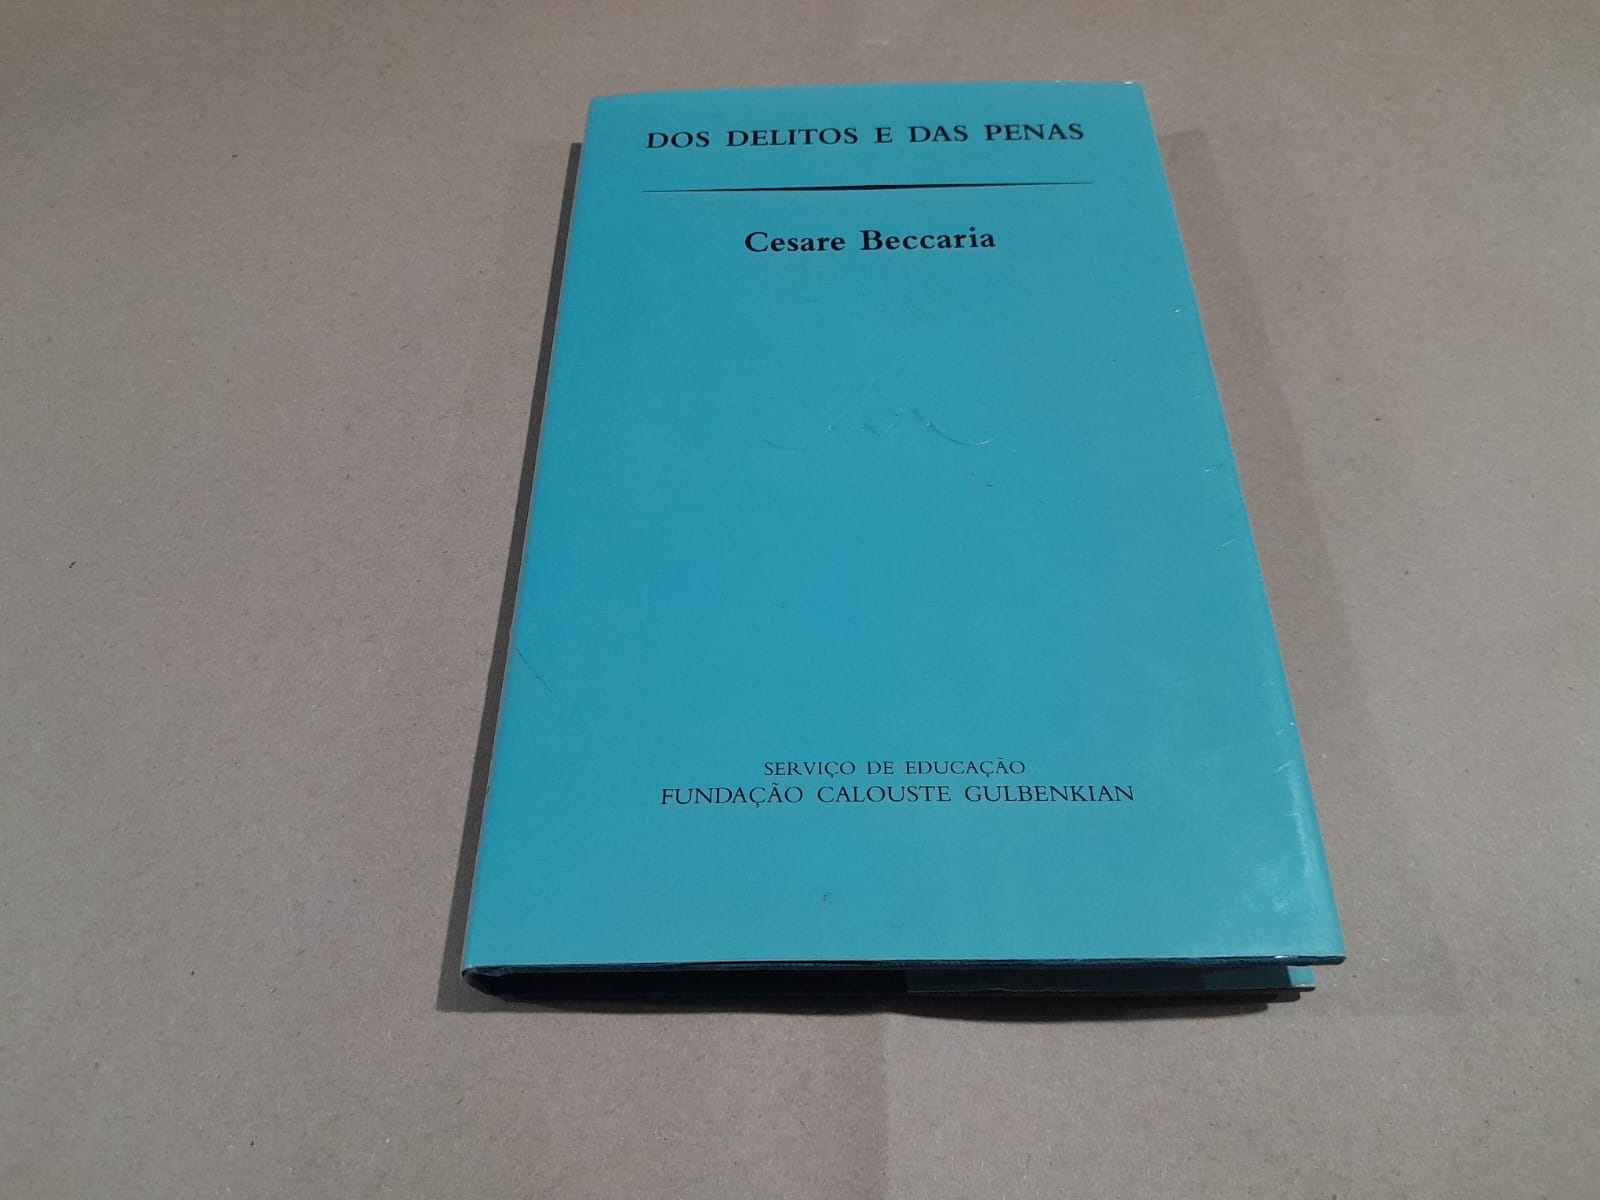 DOS DELITOS E DAS PENAS
Cesare Beccaria
SERVIÇO DE EDUCAÇÃO
FUNDAÇÃO CALOUSTE GULBENKIAN